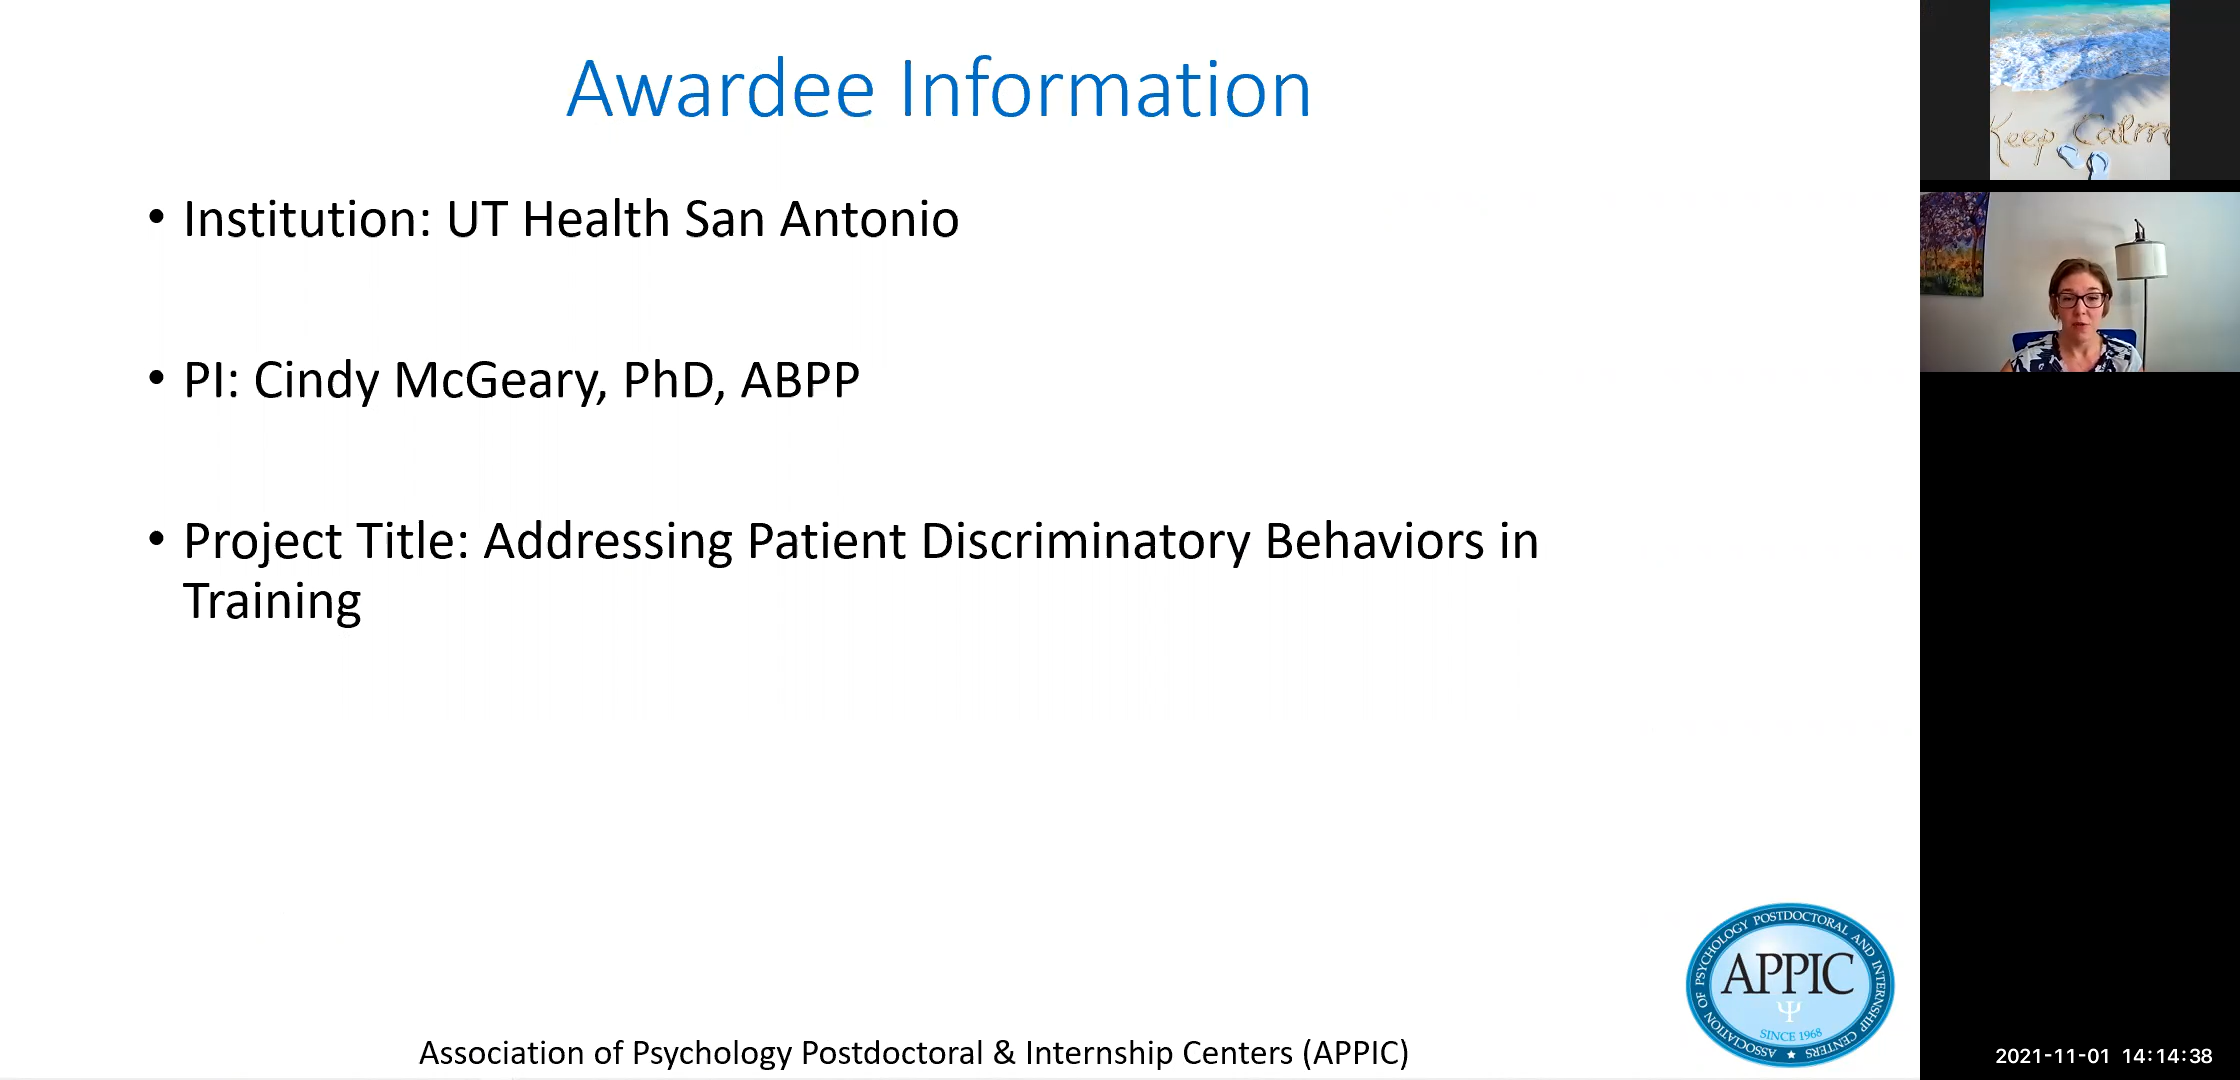 Awardee Information
• Institution: UT Health San Antonio
• PI: Cindy McGeary, PhD, ABPP
• Project Title: Addressing Patient Discriminatory Behaviors in
Training
Association of Psychology Postdoctoral & Internship Centers (APPIC)
ASSOCIATION OF PSYCHOLOGY POSTDOCTORAL AND INTERNSHIP CENTERS ★
APPIC
Ψ
SINCE 1968
Keep Calm
2021-11-01 14:14:38